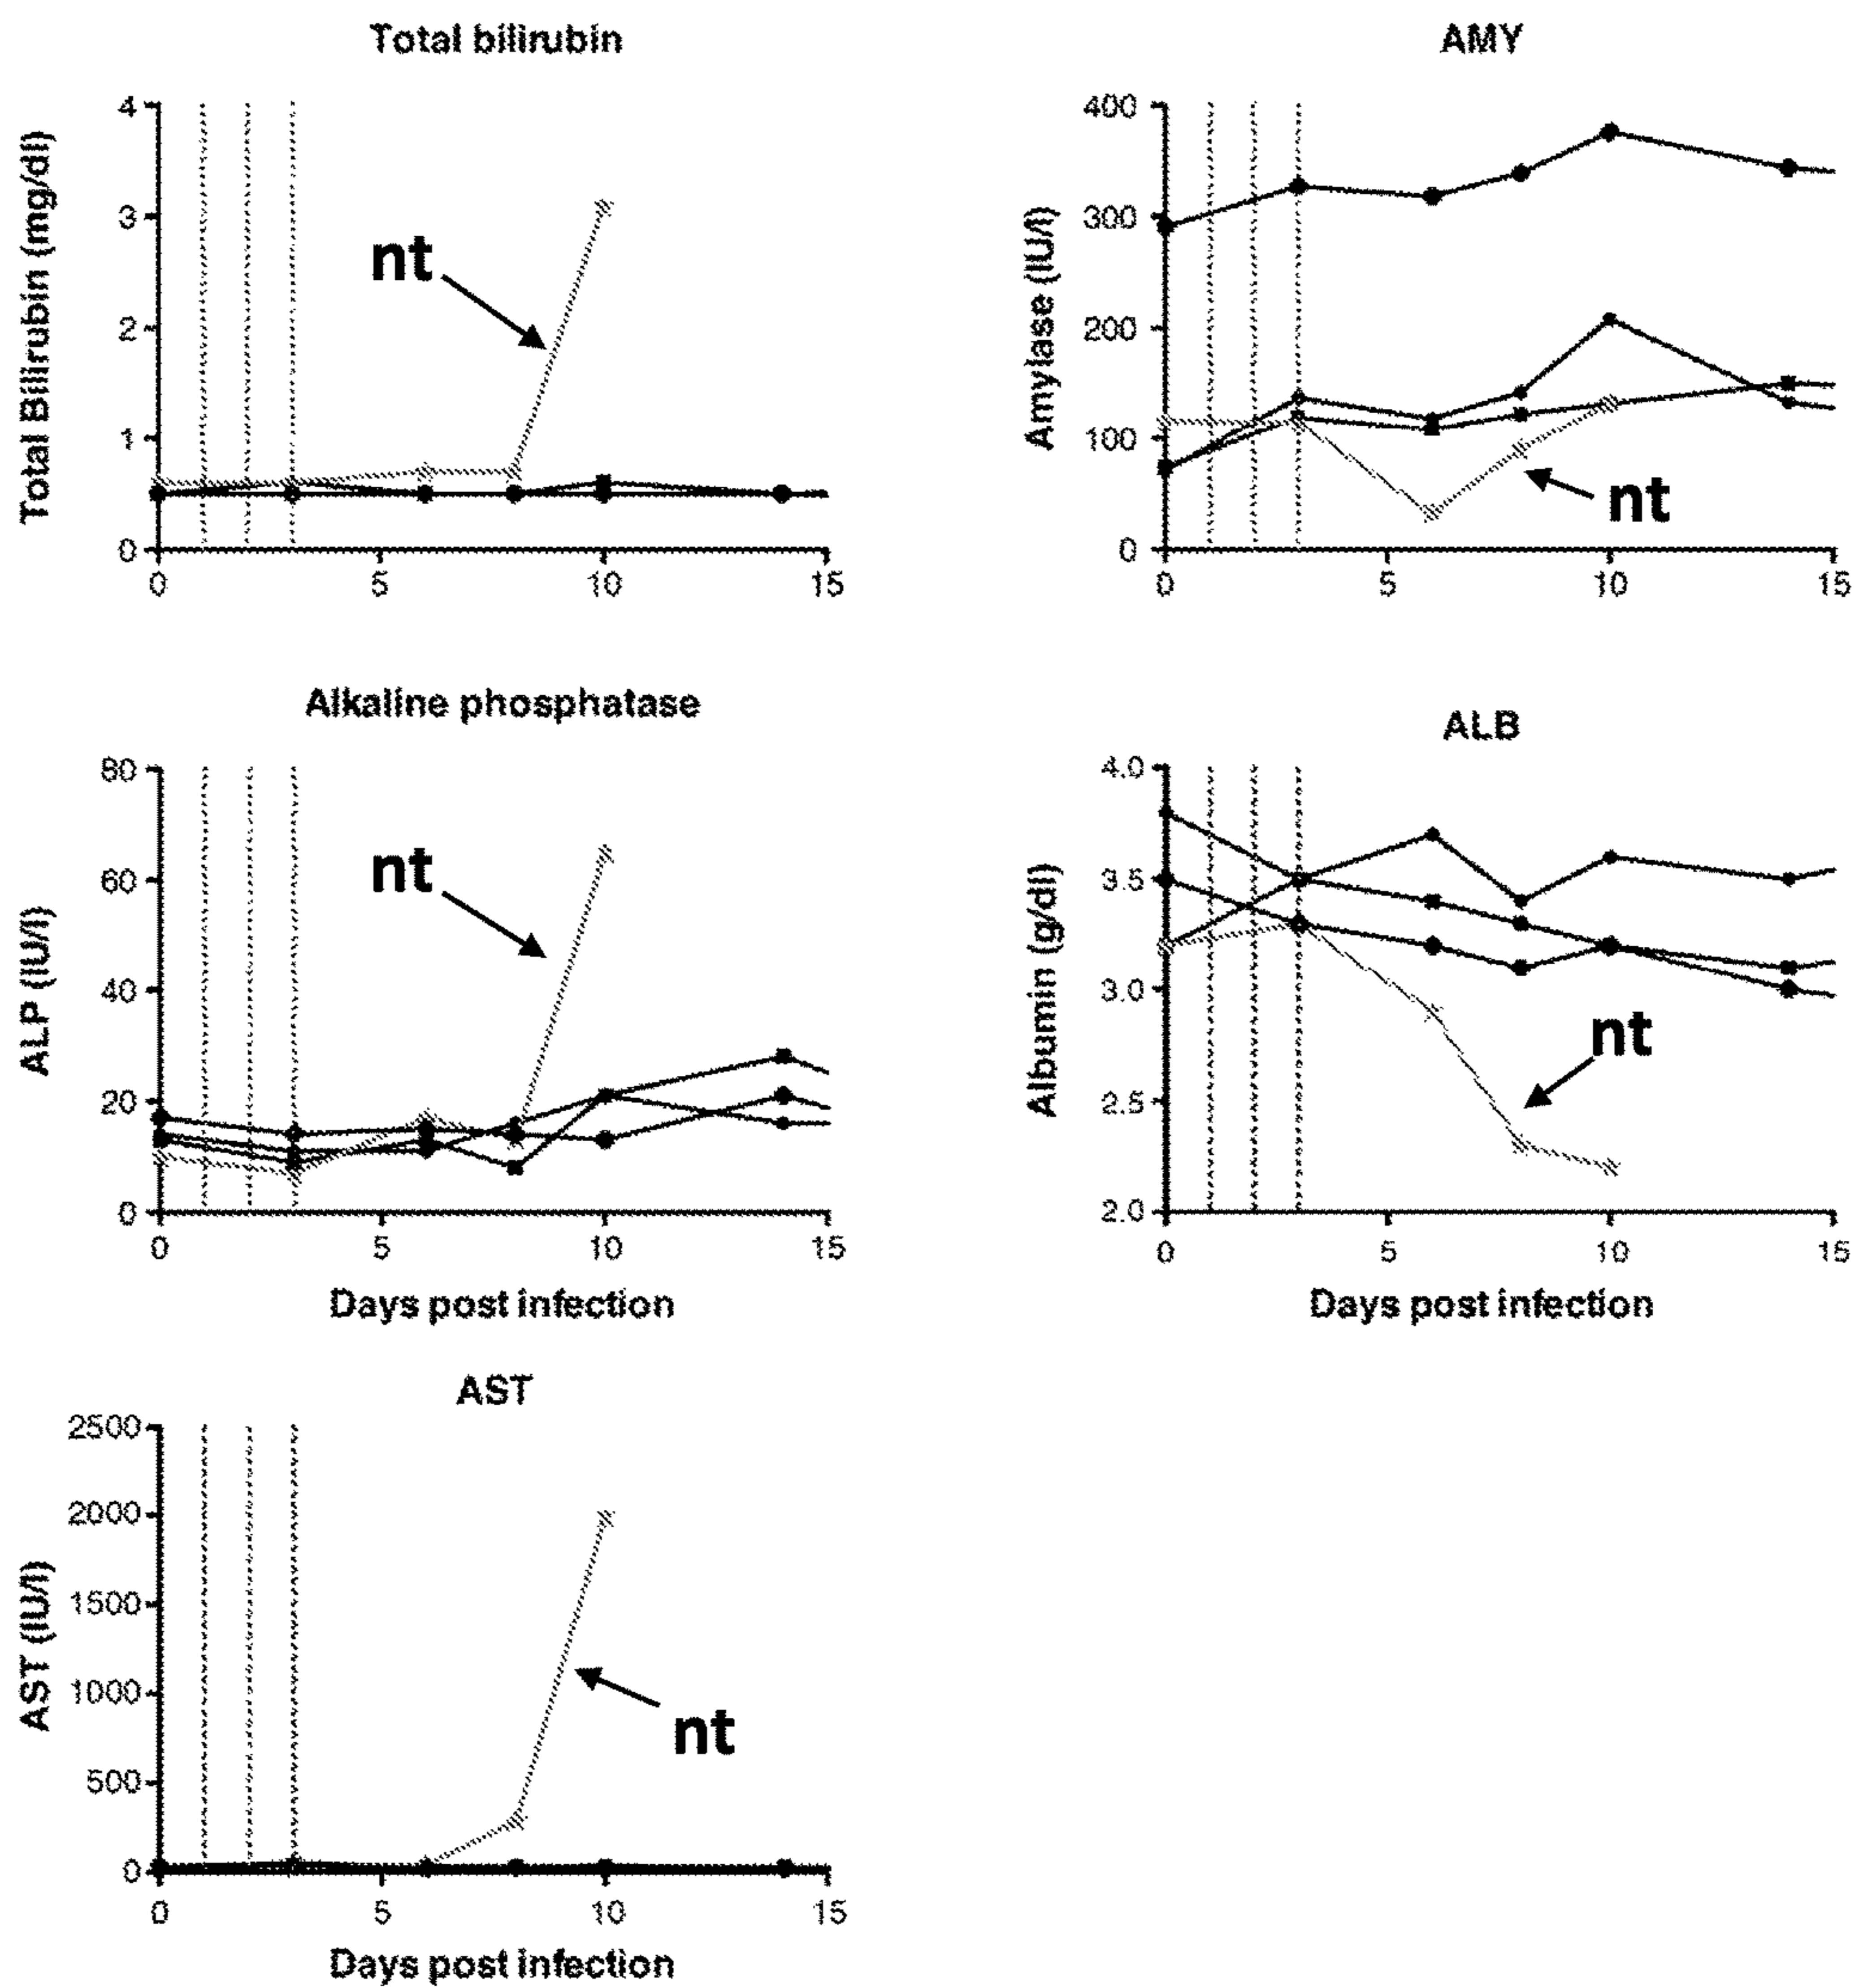 Total bilirubin
Total Bilirubin (mg/dl)
4
3
2
1
0
0 5 10 15
nt
AMY
Amylase (IU/l)
400
300
200
100
0
0 5 10 15
nt
Alkaline phosphatase
ALP (IU/l)
80
60
40
20
0
0 5 10 15
nt
Days post infection
ALB
Albumin (g/dl)
4.0
3.5
3.0
2.5
2.0
0 5 10 15
nt
Days post infection
AST
AST (IU/l)
2500
2000
1500
1000
500
0
0 5 10 15
nt
Days post infection